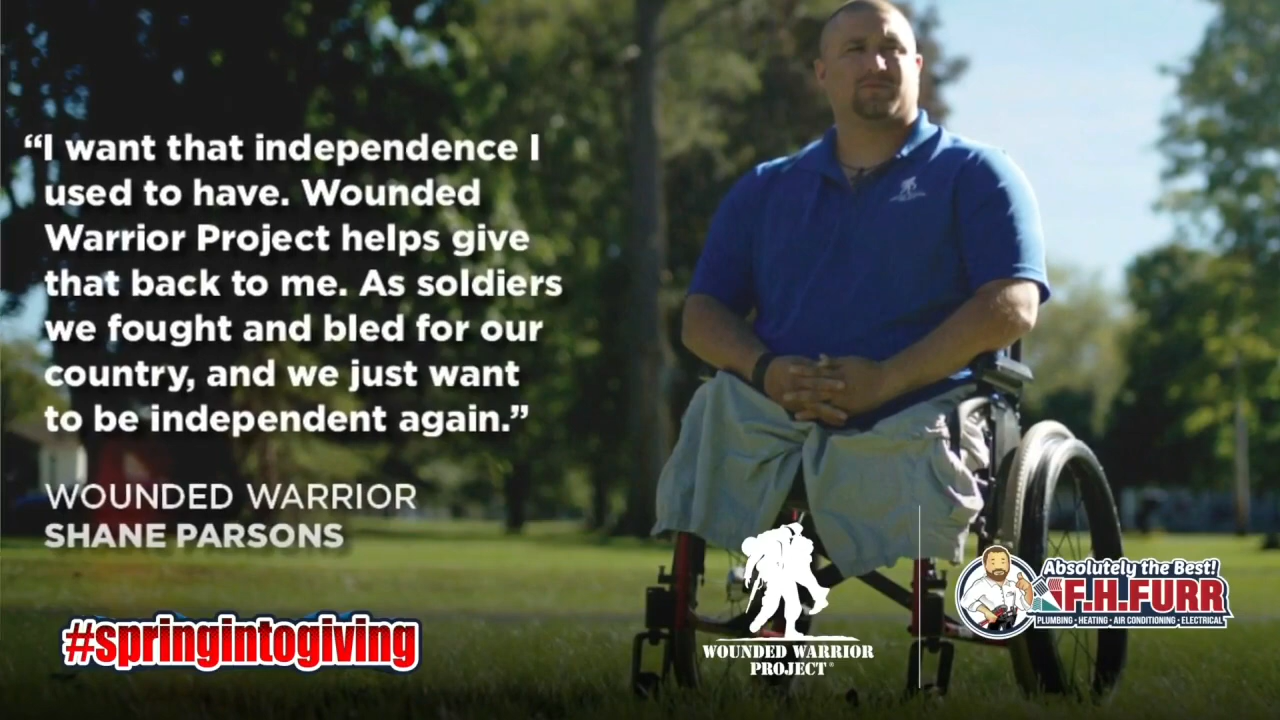 “I want that independence I
used to have. Wounded
Warrior Project helps give
that back to me. As soldiers
we fought and bled for our
country, and we just want
to be independent again.”
WOUNDED WARRIOR
SHANE PARSONS
#springintogiving
WOUNDED WARRIOR
PROJECT®
Absolutely the Best!
F.H.FURR
PLUMBING • HEATING • AIR CONDITIONING • ELECTRICAL